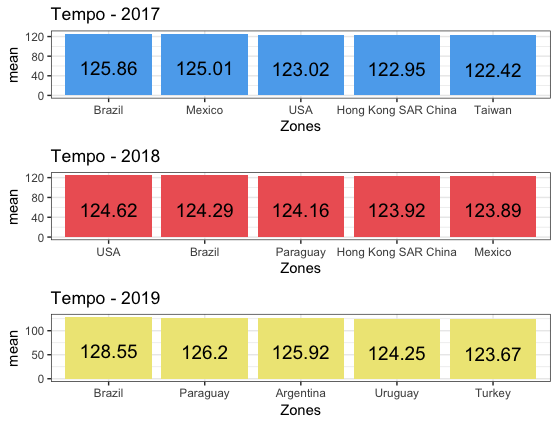 Tempo - 2017
mean
120
80
40
0
125.86 125.01 123.02 122.95 122.42
Brazil Mexico USA Hong Kong SAR China Taiwan
Zones
Tempo - 2018
mean
120
80
40
0
124.62 124.29 124.16 123.92 123.89
USA Brazil Paraguay Hong Kong SAR China Mexico
Zones
Tempo - 2019
mean
100
50
0
128.55 126.2 125.92 124.25 123.67
Brazil Paraguay Argentina Uruguay Turkey
Zones